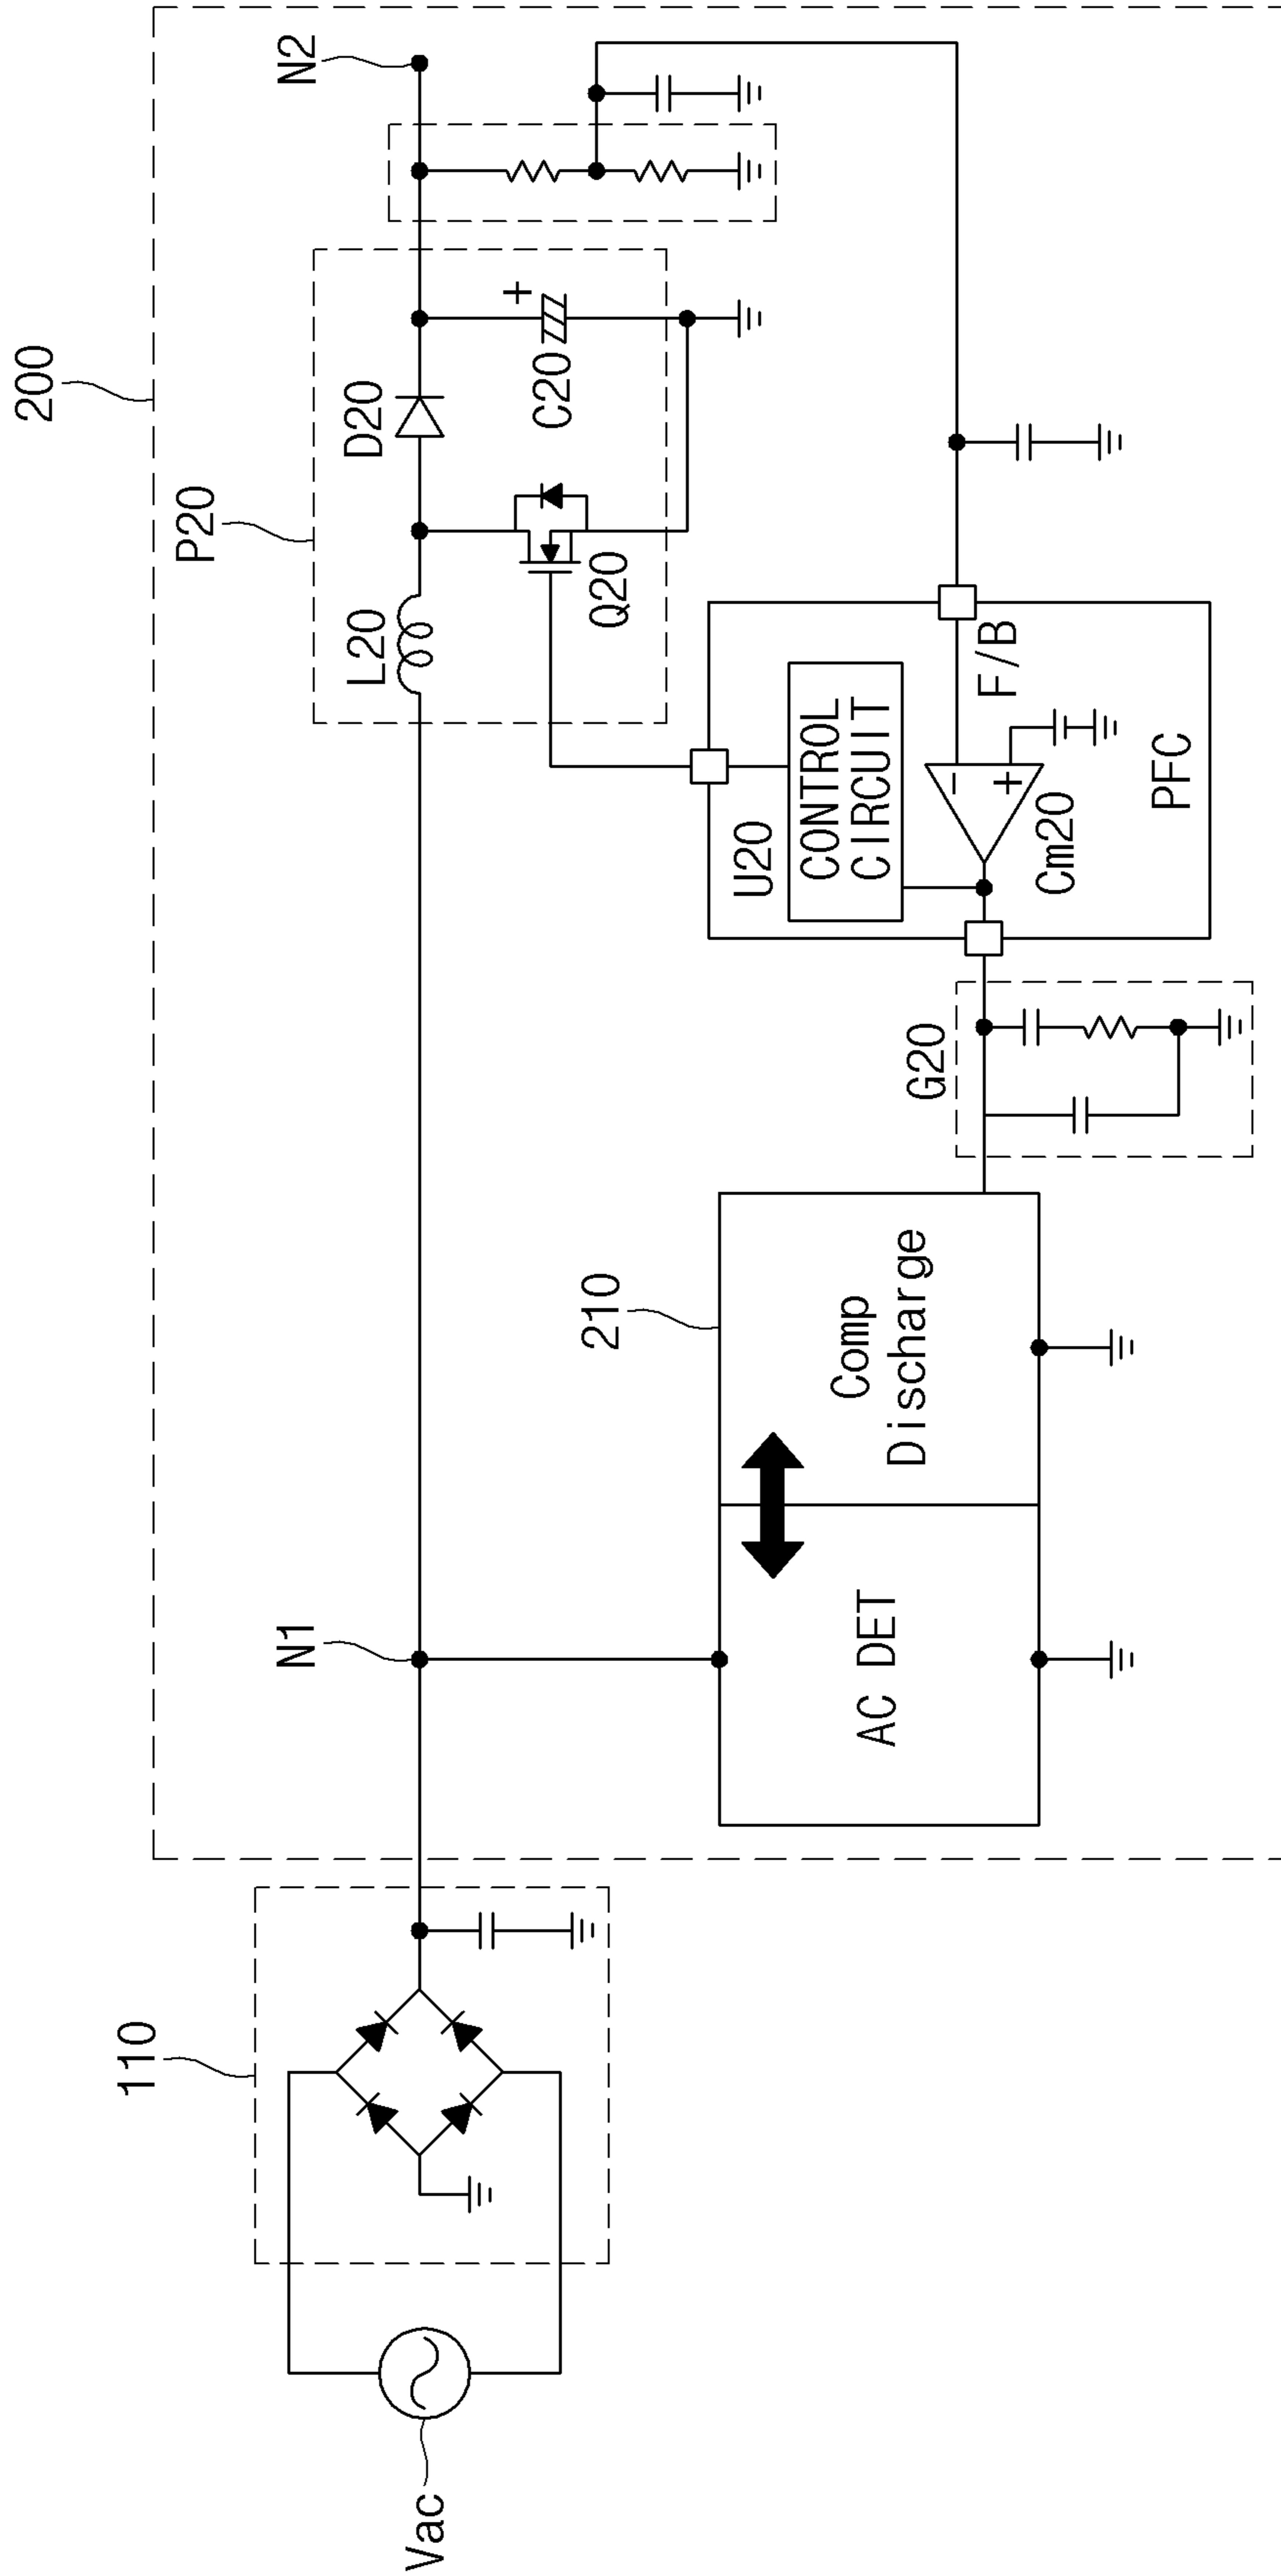 200
110
P20
N1
L20
D20
N2
210
Q20
C20
U20
CONTROL
CIRCUIT
Vac
AC DET
Comp
Discharge
G20
F/B
-
+
+
Cm20
PFC